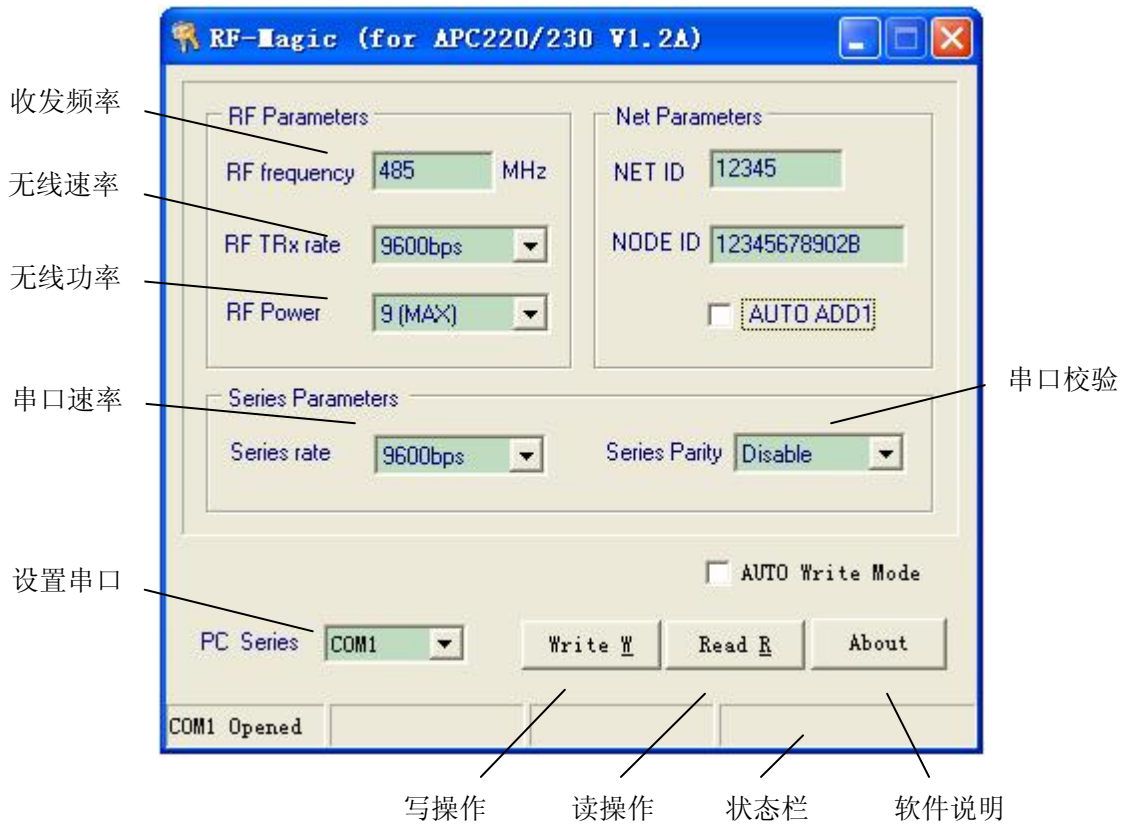 RF-Magic (for APC220/230 V1.2A)
收发频率
RF Parameters
Net Parameters
RF frequency 485 MHz
NET ID 12345
无线速率
RF TRx rate 9600bps
NODE ID 12345678902B
无线功率
RF Power 9 (MAX)
AUTO ADD1
串口校验
串口速率
Series Parameters
Series rate 9600bps
Series Parity Disable
设置串口
AUTO Write Mode
PC Series COM1
Write W
Read R
About
COM1 Opened
写操作
读操作
状态栏
软件说明